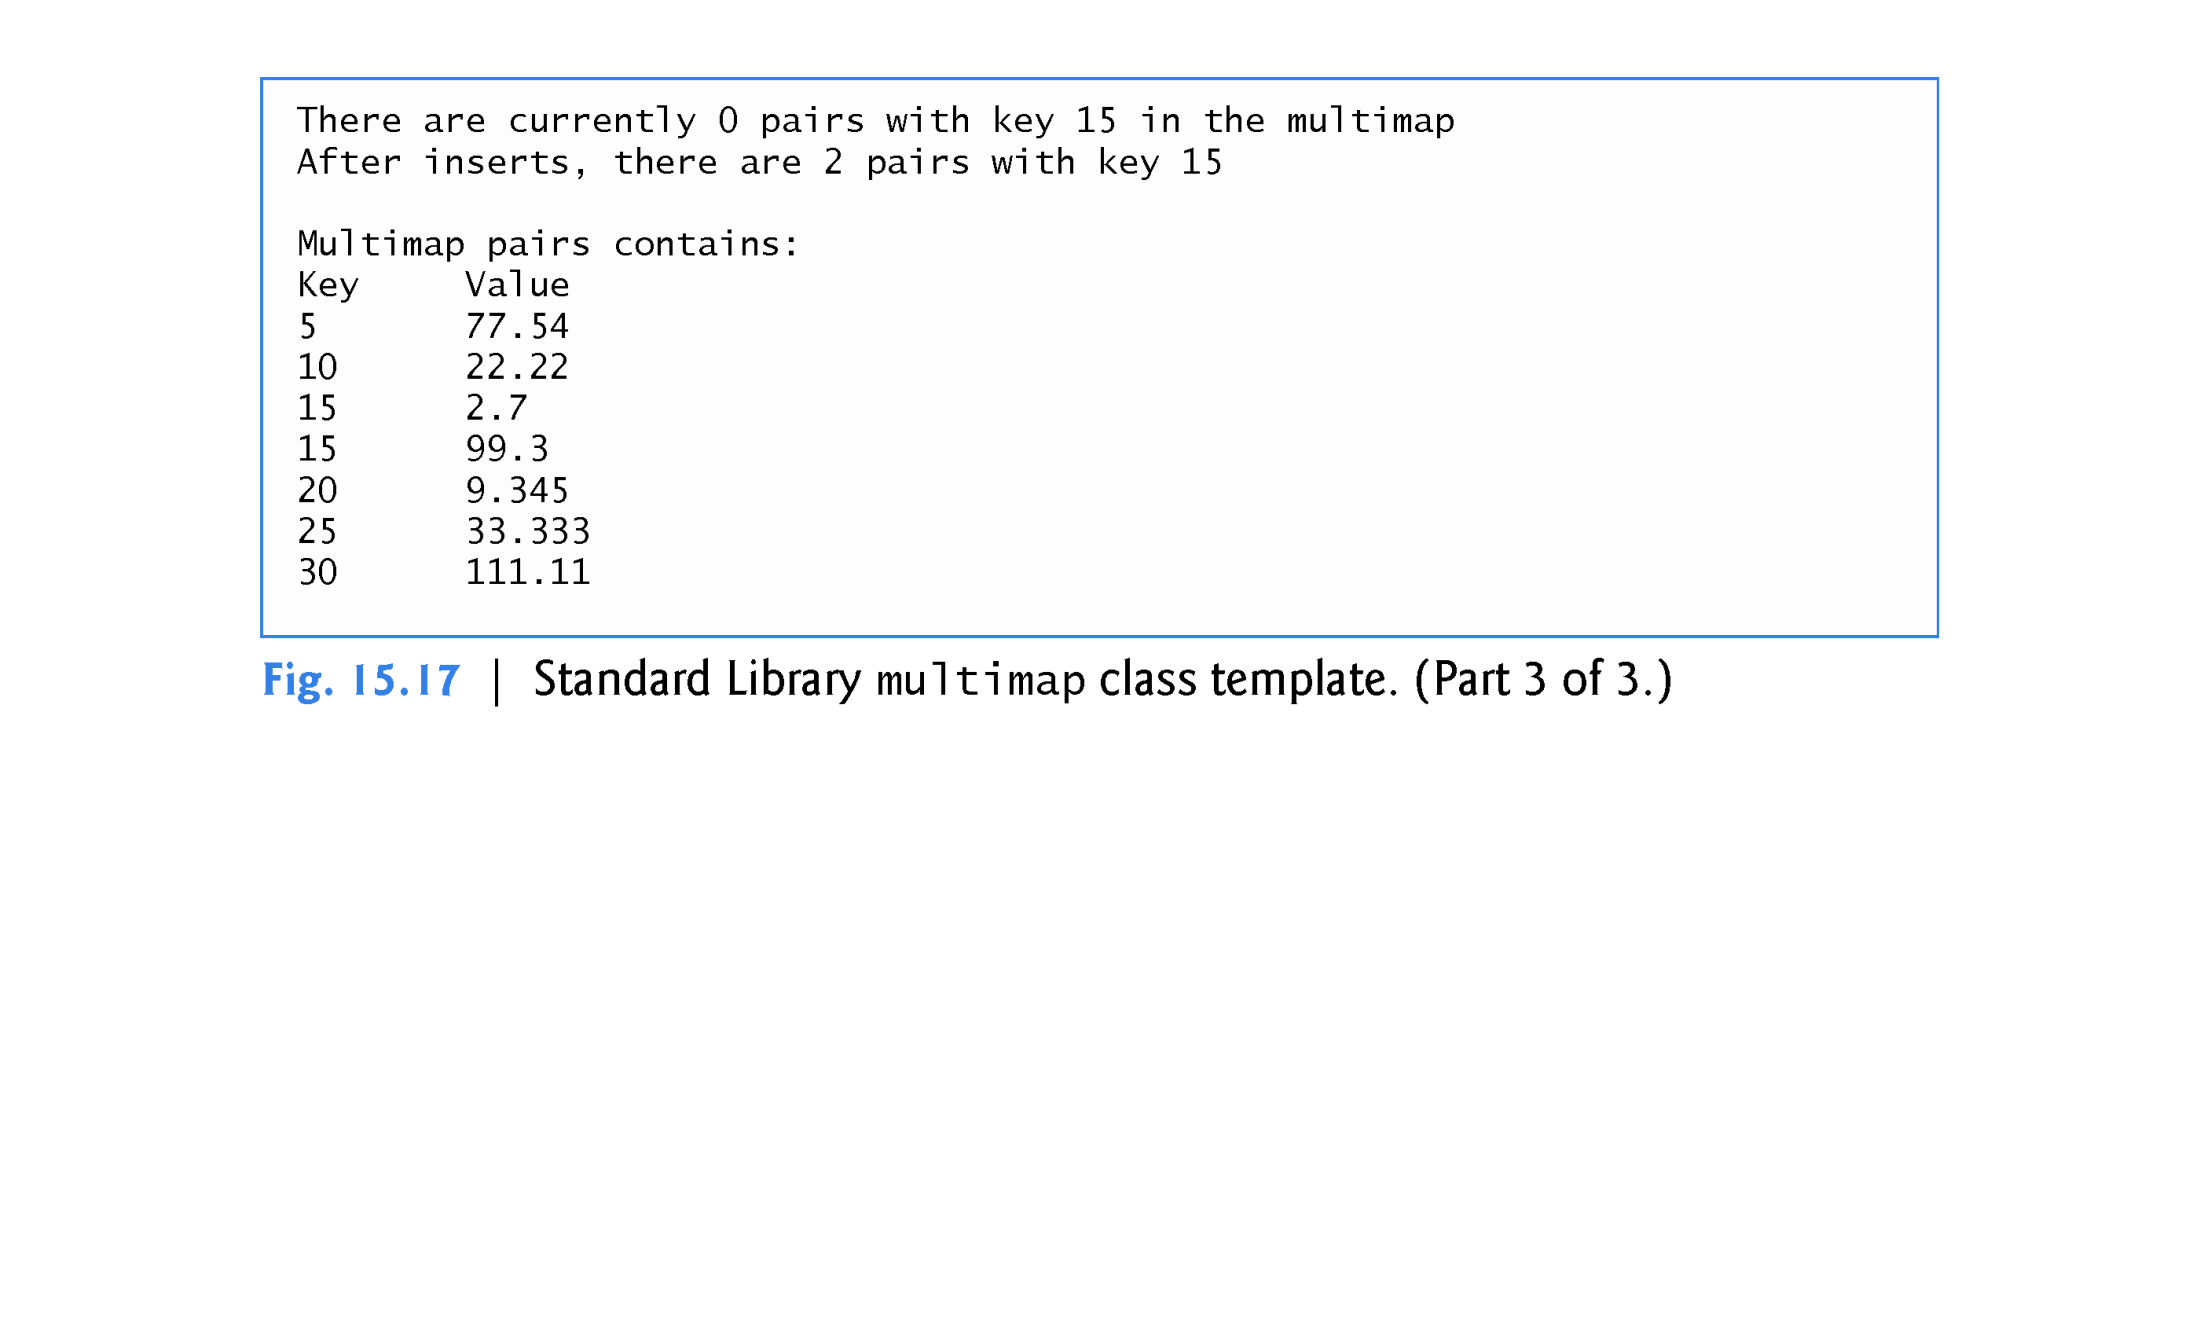 There are currently 0 pairs with key 15 in the multimap
After inserts, there are 2 pairs with key 15
Multimap pairs contains:
Key Value
5 77.54
10 22.22
15 2.7
15 99.3
20 9.345
25 33.333
30 111.11
Fig. 15.17 | Standard Library multimap class template. (Part 3 of 3.)